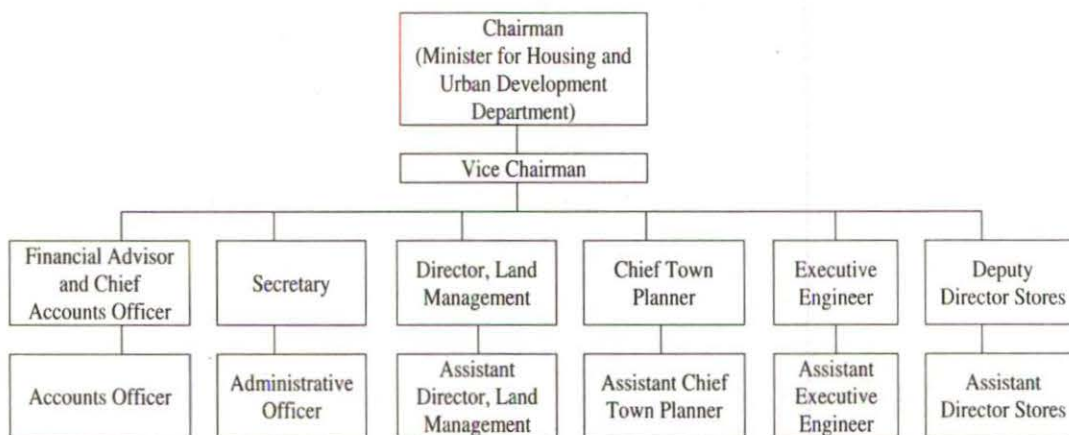 Chairman
(Minister for Housing and
Urban Development
Department)
Vice Chairman
Financial Advisor
and Chief
Accounts Officer
Secretary
Director, Land
Management
Chief Town
Planner
Executive
Engineer
Deputy
Director Stores
Accounts Officer
Administrative
Officer
Assistant
Director, Land
Management
Assistant Chief
Town Planner
Assistant
Executive
Engineer
Assistant
Director Stores